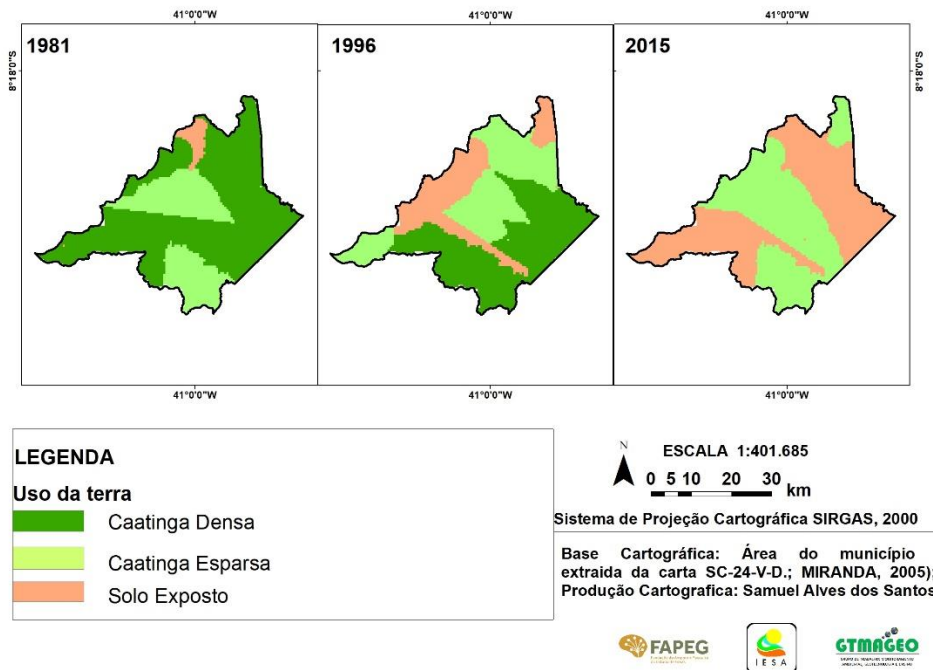 41°0'0"W
41°0'0"W
41°0'0"W
8°18'0"S
1981
1996
2015
8°18'0"S
41°0'0"W
41°0'0"W
41°0'0"W
LEGENDA
Uso da terra
Caatinga Densa
Caatinga Esparsa
Solo Exposto
N
ESCALA 1:401.685
0 5 10 20 30
km
Sistema de Projeção Cartográfica SIRGAS, 2000
Base Cartográfica: Área do município
extraida da carta SC-24-V-D.; MIRANDA, 2005);
Produção Cartografica: Samuel Alves dos Santos
FAPEG
IESA
GTMAGEO